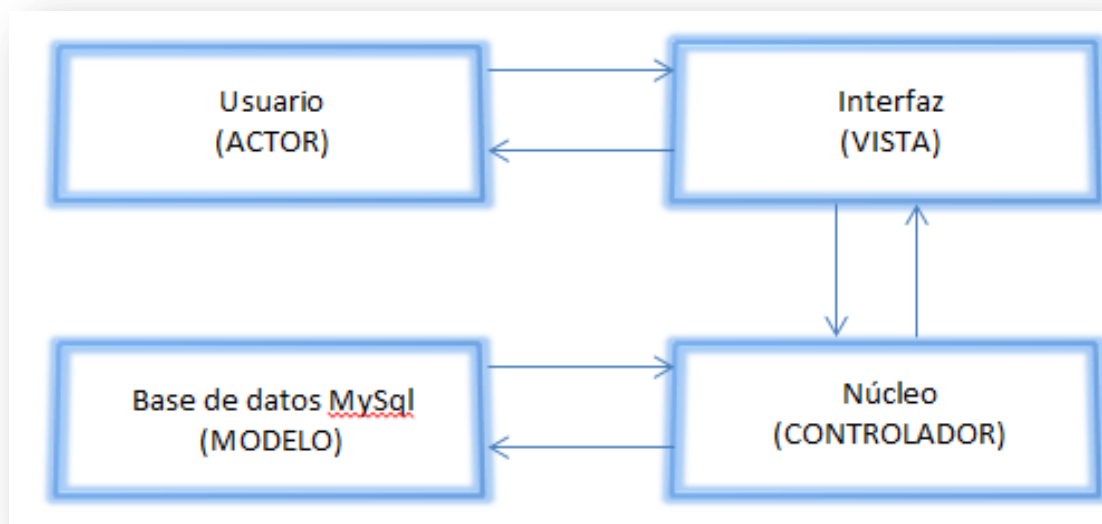 Usuario
(ACTOR)
Interfaz
(VISTA)
Base de datos MySql
(MODELO)
Núcleo
(CONTROLADOR)